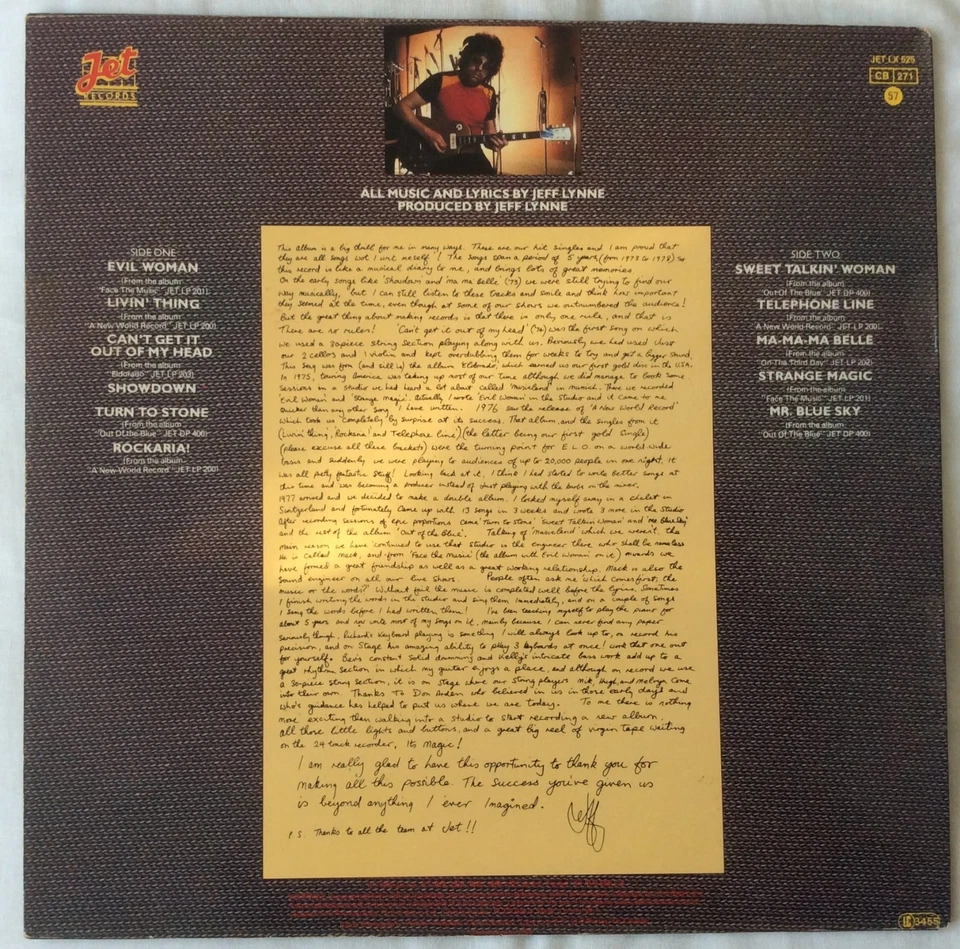 Jet
RECORDS
JET LX 525
CB 271
57
ALL MUSIC AND LYRICS BY JEFF LYNNE
PRODUCED BY JEFF LYNNE
SIDE ONE
EVIL WOMAN
(From the album
"Face The Music" JET LP 201)
LIVIN' THING
(From the album
"A New World Record" JET LP 200)
CAN'T GET IT
OUT OF MY HEAD
(From the album
"Eldorado" JET LP 203)
SHOWDOWN
TURN TO STONE
(From the album
"Out Of the Blue" JET DP 400)
ROCKARIA!
(From the album
"A New World Record" JET LP 200)
This album is a big thrill for me in many ways. These are our hit singles and I am proud that
they are all songs wot I writ meself! The songs span a period of 5 years (from 1973 to 1978) so
this record is like a musical diary to me, and brings lots of great memories.
On the early songs like 'Showdown' and 'ma ma belle' ('73) we were still trying to find our
way musically, but I can still listen to these tracks and smile and think how important
they seemed at the time, even though at some of our shows we outnumbered the audience!
But the great thing about making records is that there is only one rule, and that is
There are no rules! 'Can't get it out of my head' ('74) was the first song on which
we used a 30 piece string section playing along with us. Previously we had used just
our 2 cellos and 1 violin and kept overdubbing them for weeks to try and get a bigger sound.
This song was from (and still is) the album 'Eldorado', which earned us our first gold disc in the U.S.A.
In 1975, touring America was taking up most of our time although we did manage to book some
sessions in a studio we had heard a lot about called 'Musicland' in Munich. There we recorded
'Evil Woman' and 'Strange Magic'. Actually I wrote 'Evil Woman' in the studio and it came to me
quicker than any other song I have written. 1976 saw the release of 'A New World Record'
which took us completely by surprise at its success. That album, and the singles from it
(Livin' thing, 'Rockaria' and Telephone line) (the latter being our first gold single)
(please excuse all these brackets) were the turning point for E L O on a world wide
basis and suddenly we were playing to audiences of up to 20,000 people in one night, it
was all pretty fantastic stuff! Looking back at it, I think I had started to write better songs at
this time and was becoming a producer instead of just playing with the knobs on the mixer.
1977 arrived and we decided to make a double album. I locked myself away in a chalet in
Switzerland and fortunately came up with 13 songs in 3 weeks and wrote 3 more in the studio
After recording sessions of epic proportions came 'Turn to Stone' 'Sweet Talkin Woman' and 'Mr Blue Sky'
and the rest of the album 'Out of the Blue'. Talking of 'musicland' which we weren't, the
main reason we have continued to use that studio is the engineer there, who shall be nameless
He is called Mack, and from 'Face the Music' (the album with Evil Woman on it) onwards we
have formed a great friendship as well as a great working relationship. Mack is also the
sound engineer on all our live shows. People often ask me 'which comes first, the
music or the words?' Without fail the music is completed well before the lyrics. Sometimes
I finish writing the words in the studio and sing them immediately, and on a couple of songs
I sang the words before I had written them! I've been teaching myself to play the piano for
about 5 years and now write most of my songs on it, mainly because I can never find any paper
Seriously though, Richard's keyboard playing is something I will always look up to, on record his
precision, and on stage his amazing ability to play 3 keyboards at once! work that one out
for yourself. Bev's constant solid drumming and Kelly's intricate bass work add up to a
great rhythm section in which my guitar enjoys a place, and although on record we use
a 30-piece string section, it is on stage where our string players Mik, Hugh, and Melvyn come
into their own. Thanks to Don Arden who believed in us in those early days and
who's guidance has helped to put us where we are today. To me there is nothing
more exciting than walking into a studio to start recording a new album,
all those little lights and buttons, and a great big reel of virgin tape waiting
on the 24 track recorder, Its magic!
I am really glad to have this opportunity to thank you for
making all this possible. The success you've given us
is beyond anything I ever imagined.
Jeff
P.S. Thanks to all the team at Jet!!
SIDE TWO
SWEET TALKIN' WOMAN
(From the album
"Out Of The Blue" JET DP 400)
TELEPHONE LINE
(From the album
"A New World Record" JET LP 200)
MA-MA-MA BELLE
(From the album
"On The Third Day" JET LP 202)
STRANGE MAGIC
(From the album
"Face The Music" JET LP 201)
MR. BLUE SKY
(From the album
"Out Of The Blue" JET DP 400)
LC 3455